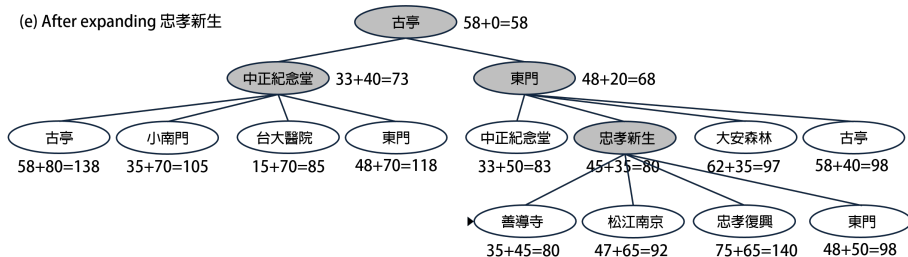 (e) After expanding 忠孝新生
古亭 58+0=58
中正紀念堂 33+40=73 東門 48+20=68
古亭 小南門 台大醫院 東門 中正紀念堂 忠孝新生 大安森林 古亭
58+80=138 35+70=105 15+70=85 48+70=118 33+50=83 45+35=80 62+35=97 58+40=98
善導寺 松江南京 忠孝復興 東門
35+45=80 47+65=92 75+65=140 48+50=98